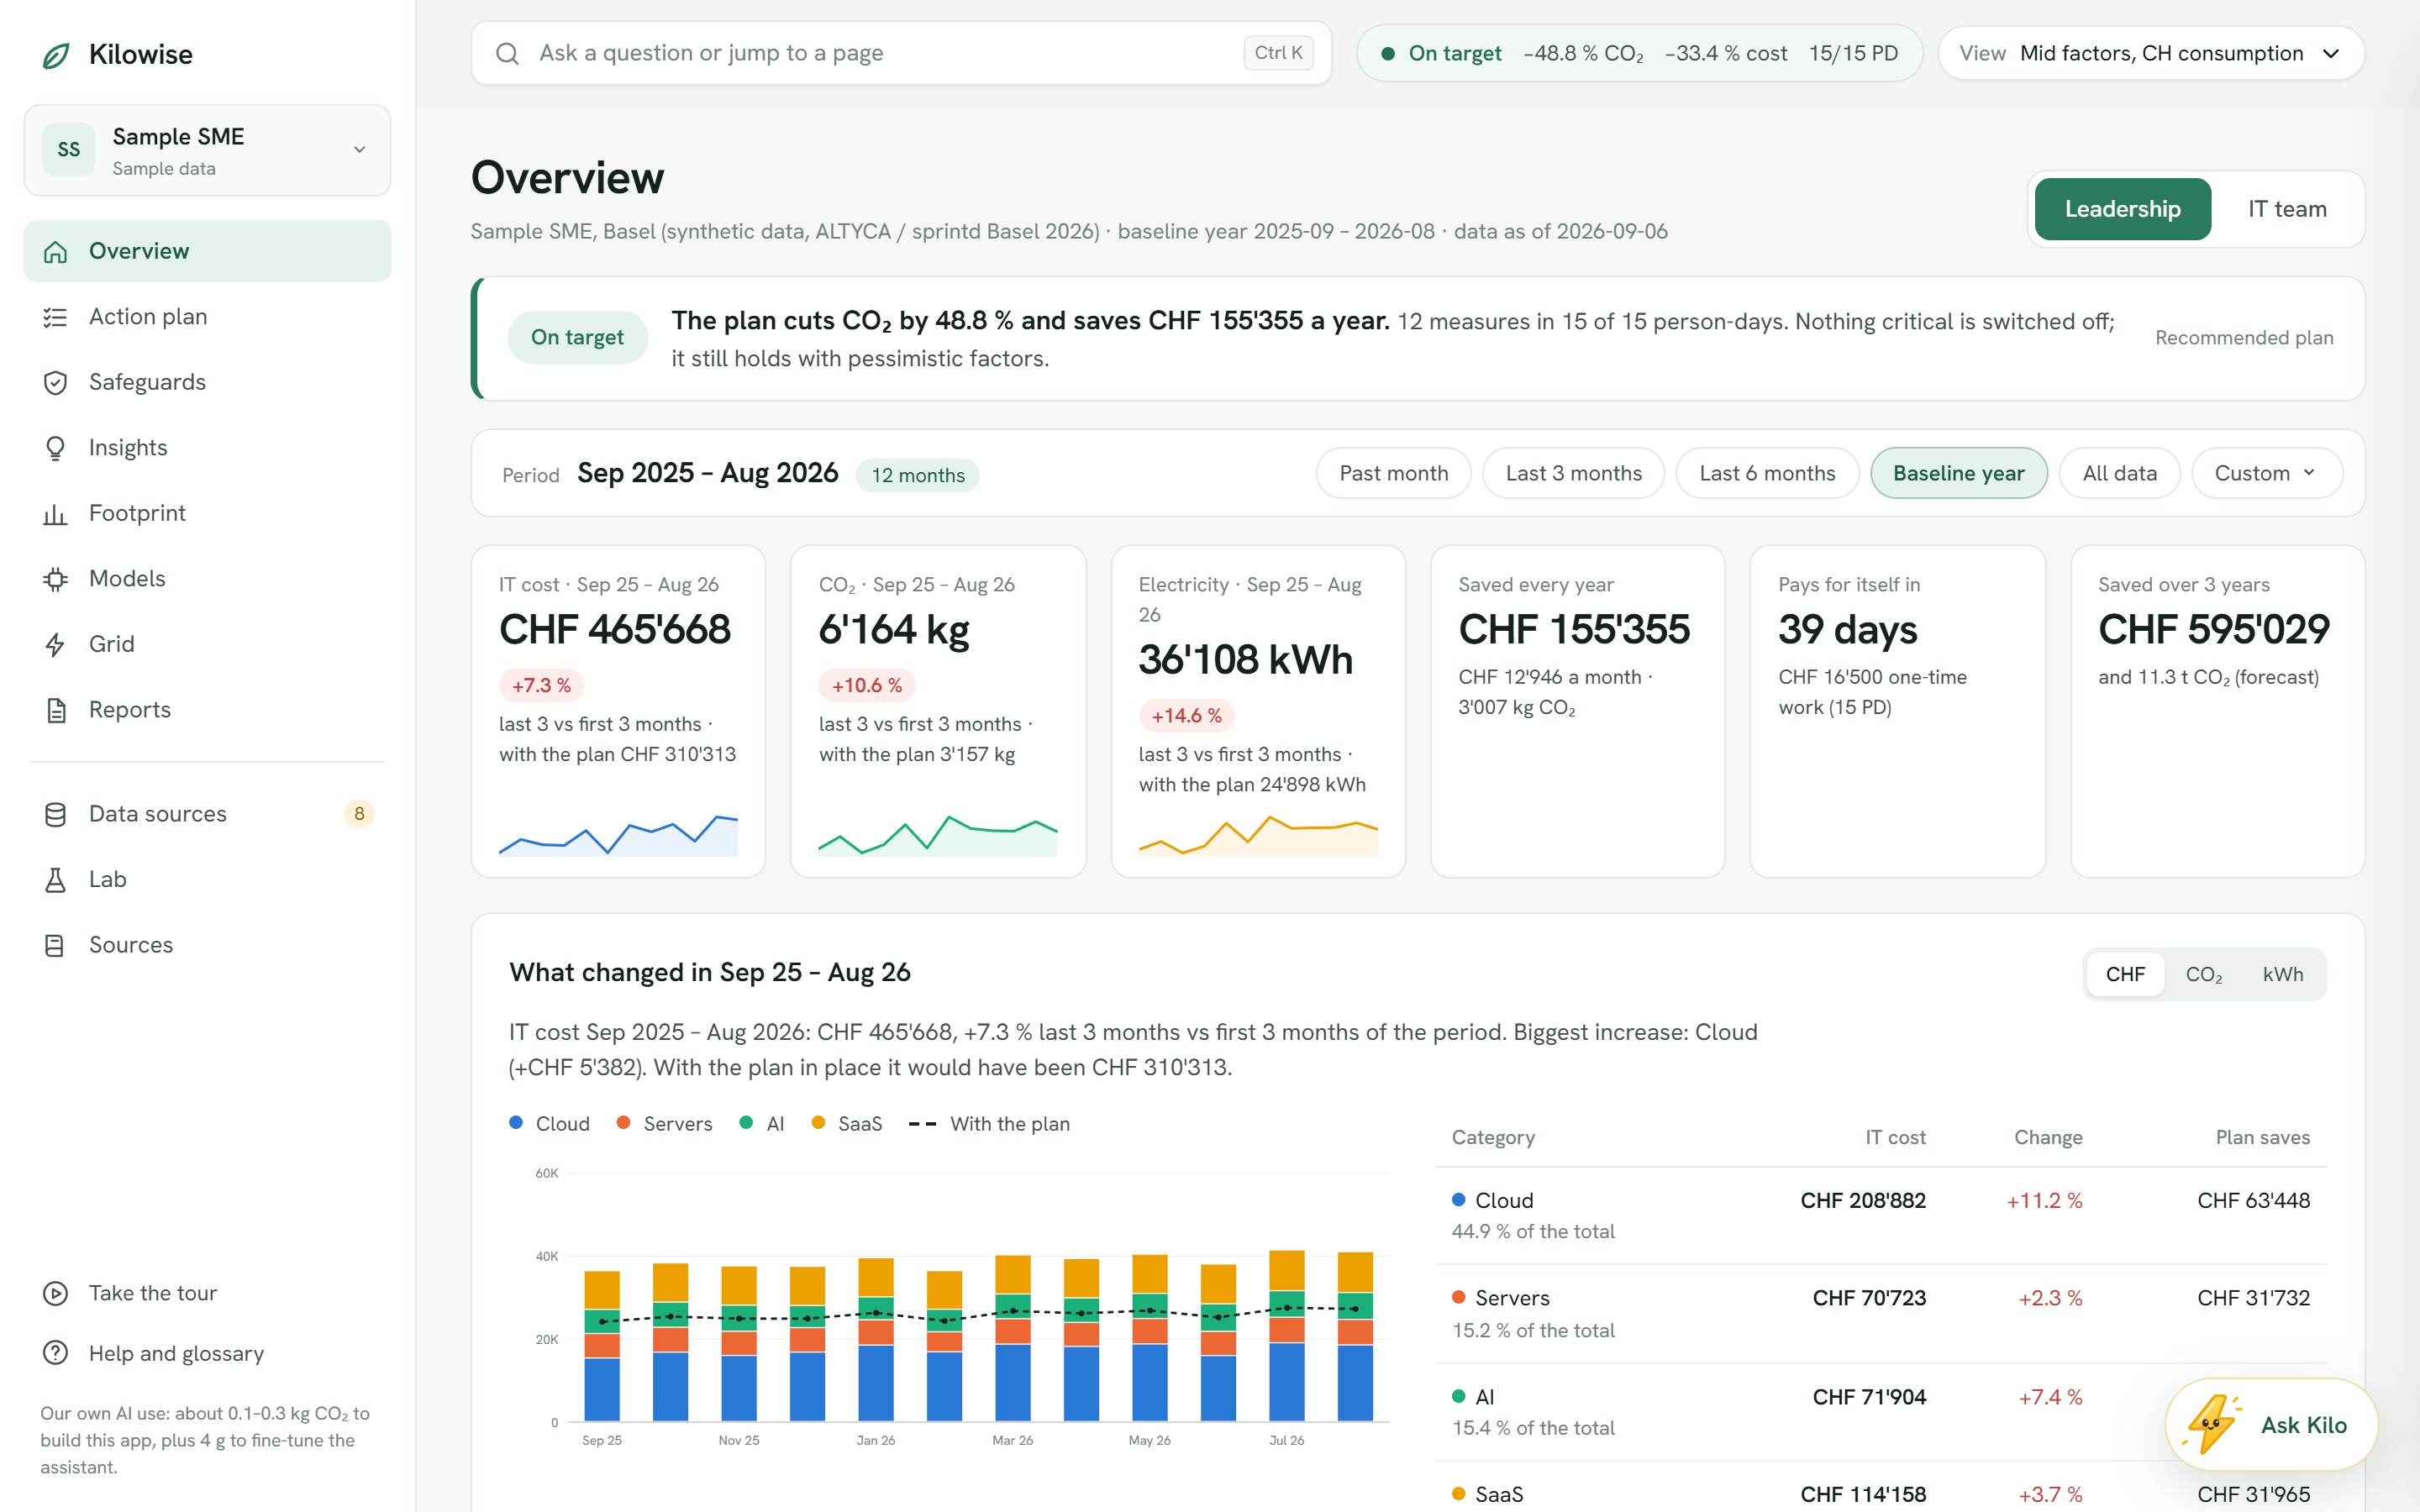 Kilowise
SS
Sample SME
Sample data
Overview
Action plan
Safeguards
Insights
Footprint
Models
Grid
Reports
Data sources
8
Lab
Sources
Take the tour
Help and glossary
Our own AI use: about 0.1–0.3 kg CO₂ to
build this app, plus 4 g to fine-tune the
assistant.
Ask a question or jump to a page
Ctrl K
On target −48.8 % CO₂ −33.4 % cost 15/15 PD
View Mid factors, CH consumption
Overview
Sample SME, Basel (synthetic data, ALTYCA / sprintd Basel 2026) · baseline year 2025-09 – 2026-08 · data as of 2026-09-06
Leadership
IT team
On target
The plan cuts CO₂ by 48.8 % and saves CHF 155'355 a year. 12 measures in 15 of 15 person-days. Nothing critical is switched off;
it still holds with pessimistic factors.
Recommended plan
Period Sep 2025 – Aug 2026 12 months
Past month
Last 3 months
Last 6 months
Baseline year
All data
Custom
IT cost · Sep 25 – Aug 26
CHF 465'668
+7.3 %
last 3 vs first 3 months ·
with the plan CHF 310'313
CO₂ · Sep 25 – Aug 26
6'164 kg
+10.6 %
last 3 vs first 3 months ·
with the plan 3'157 kg
Electricity · Sep 25 – Aug
26
36'108 kWh
+14.6 %
last 3 vs first 3 months ·
with the plan 24'898 kWh
Saved every year
CHF 155'355
CHF 12'946 a month ·
3'007 kg CO₂
Pays for itself in
39 days
CHF 16'500 one-time
work (15 PD)
Saved over 3 years
CHF 595'029
and 11.3 t CO₂ (forecast)
What changed in Sep 25 – Aug 26
CHF
CO₂
kWh
IT cost Sep 2025 – Aug 2026: CHF 465'668, +7.3 % last 3 months vs first 3 months of the period. Biggest increase: Cloud
(+CHF 5'382). With the plan in place it would have been CHF 310'313.
Cloud Servers AI SaaS With the plan
60K
40K
20K
0
Sep 25 Nov 25 Jan 26 Mar 26 May 26 Jul 26
Category IT cost Change Plan saves
Cloud CHF 208'882 +11.2 % CHF 63'448
44.9 % of the total
Servers CHF 70'723 +2.3 % CHF 31'732
15.2 % of the total
AI CHF 71'904 +7.4 %
15.4 % of the total
SaaS CHF 114'158 +3.7 % CHF 31'965
Ask Kilo